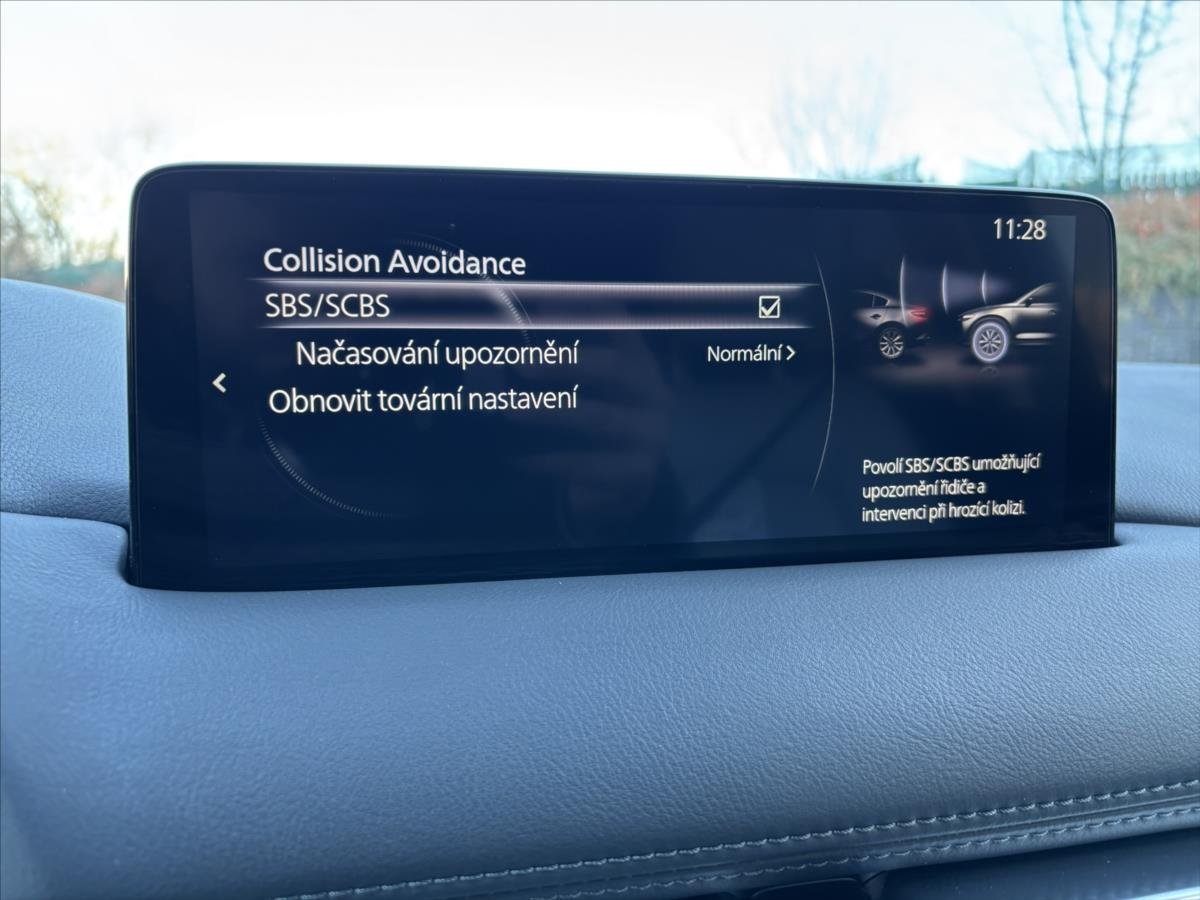 11:28
Collision Avoidance
SBS/SCBS
Načasování upozornění Normální
Obnovit tovární nastavení
Povolí SBS/SCBS umožňující
upozornění řidiče a
intervenci při hrozící kolizi.